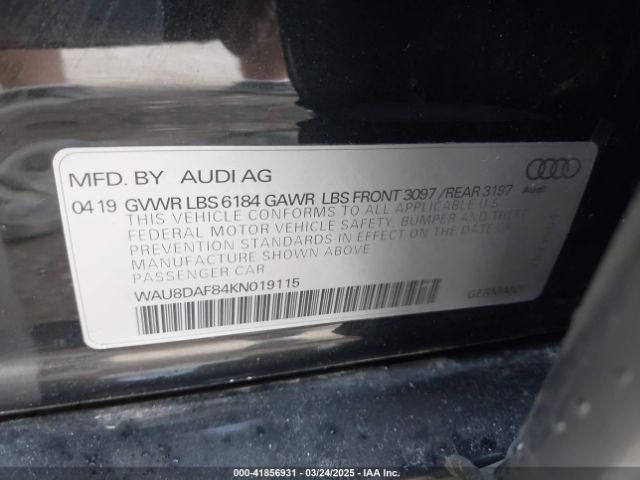 MFD. BY AUDI AG
04 19 GVWR LBS 6184 GAWR LBS FRONT 3097 /REAR 3197
Audi
THIS VEHICLE CONFORMS TO ALL APPLICABLE U.S.
FEDERAL MOTOR VEHICLE SAFETY, BUMPER AND THEFT
PREVENTION STANDARDS IN EFFECT ON THE DATE OF
MANUFACTURE SHOWN ABOVE
PASSENGER CAR
WAU8DAF84KN019115
GERMANY
000-41856931 - 03/24/2025 - IAA Inc.